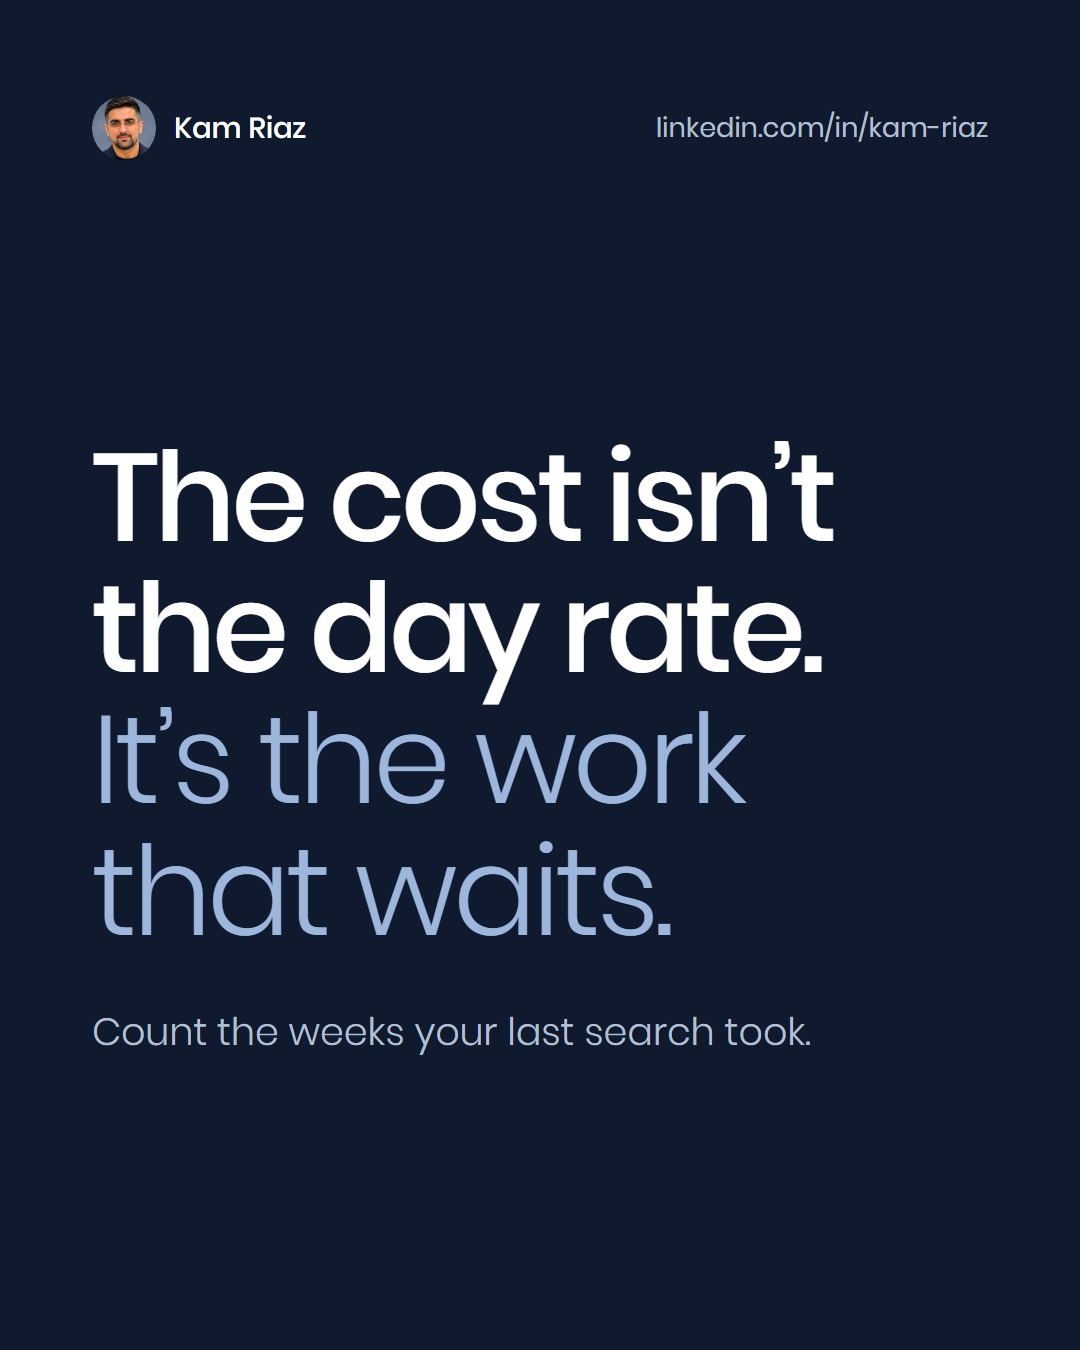 Kam Riaz
linkedin.com/in/kam-riaz
The cost isn’t
the day rate.
It’s the work
that waits.
Count the weeks your last search took.